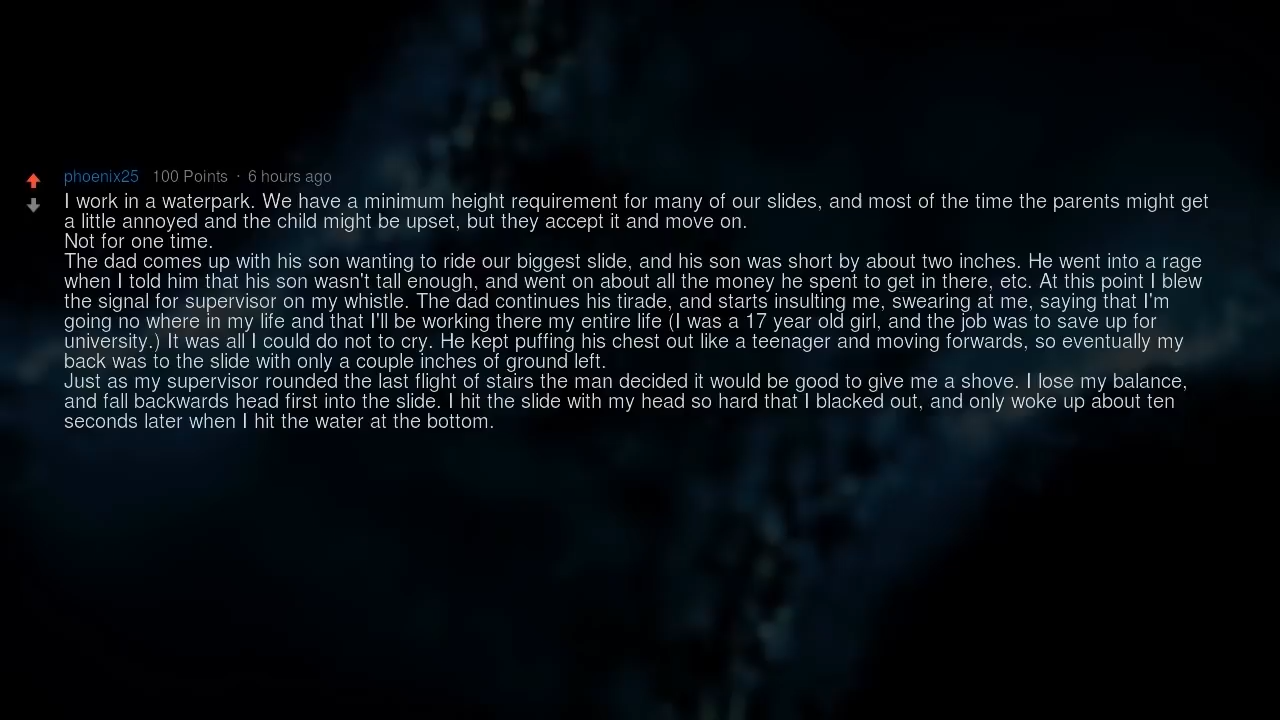 phoenix25 100 Points · 6 hours ago
I work in a waterpark. We have a minimum height requirement for many of our slides, and most of the time the parents might get
a little annoyed and the child might be upset, but they accept it and move on.
Not for one time.
The dad comes up with his son wanting to ride our biggest slide, and his son was short by about two inches. He went into a rage
when I told him that his son wasn't tall enough, and went on about all the money he spent to get in there, etc. At this point I blew
the signal for supervisor on my whistle. The dad continues his tirade, and starts insulting me, swearing at me, saying that I'm
going no where in my life and that I'll be working there my entire life (I was a 17 year old girl, and the job was to save up for
university.) It was all I could do not to cry. He kept puffing his chest out like a teenager and moving forwards, so eventually my
back was to the slide with only a couple inches of ground left.
Just as my supervisor rounded the last flight of stairs the man decided it would be good to give me a shove. I lose my balance,
and fall backwards head first into the slide. I hit the slide with my head so hard that I blacked out, and only woke up about ten
seconds later when I hit the water at the bottom.